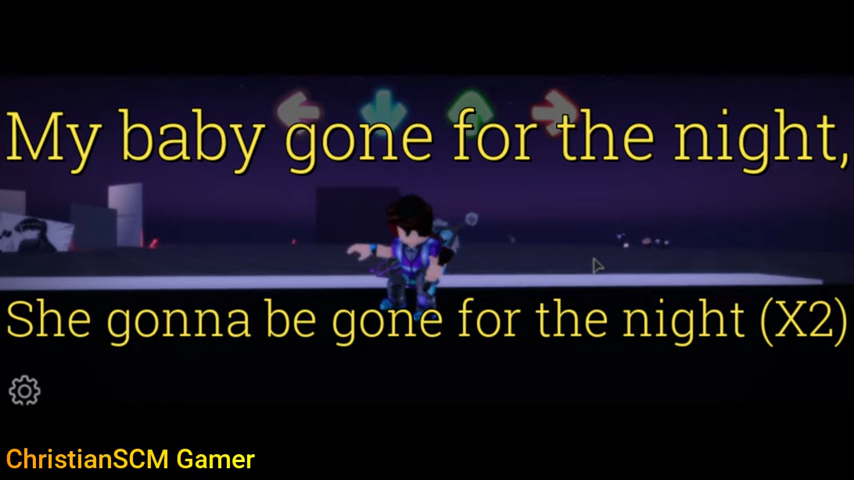 My baby gone for the night,
She gonna be gone for the night (X2)
ChristianSCM Gamer